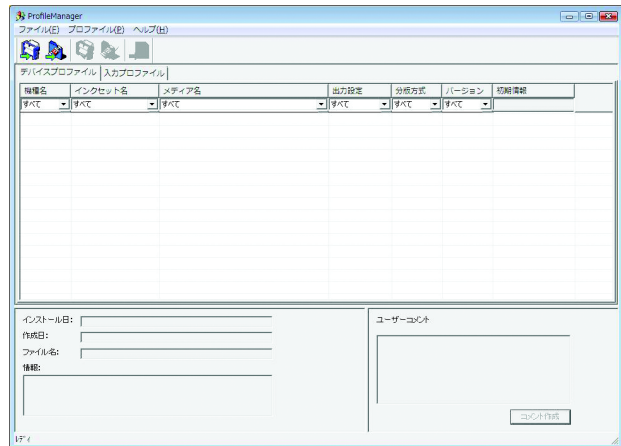 ProfileManager
ファイル(F) プロファイル(P) ヘルプ(H)
デバイスプロファイル 入力プロファイル
機種名 インクセット名 メディア名 出力設定 分版方式 バージョン 初期情報
すべて すべて すべて すべて すべて すべて
インストール日:
作成日:
ファイル名:
情報:
ユーザーコメント
コメント作成
レディ